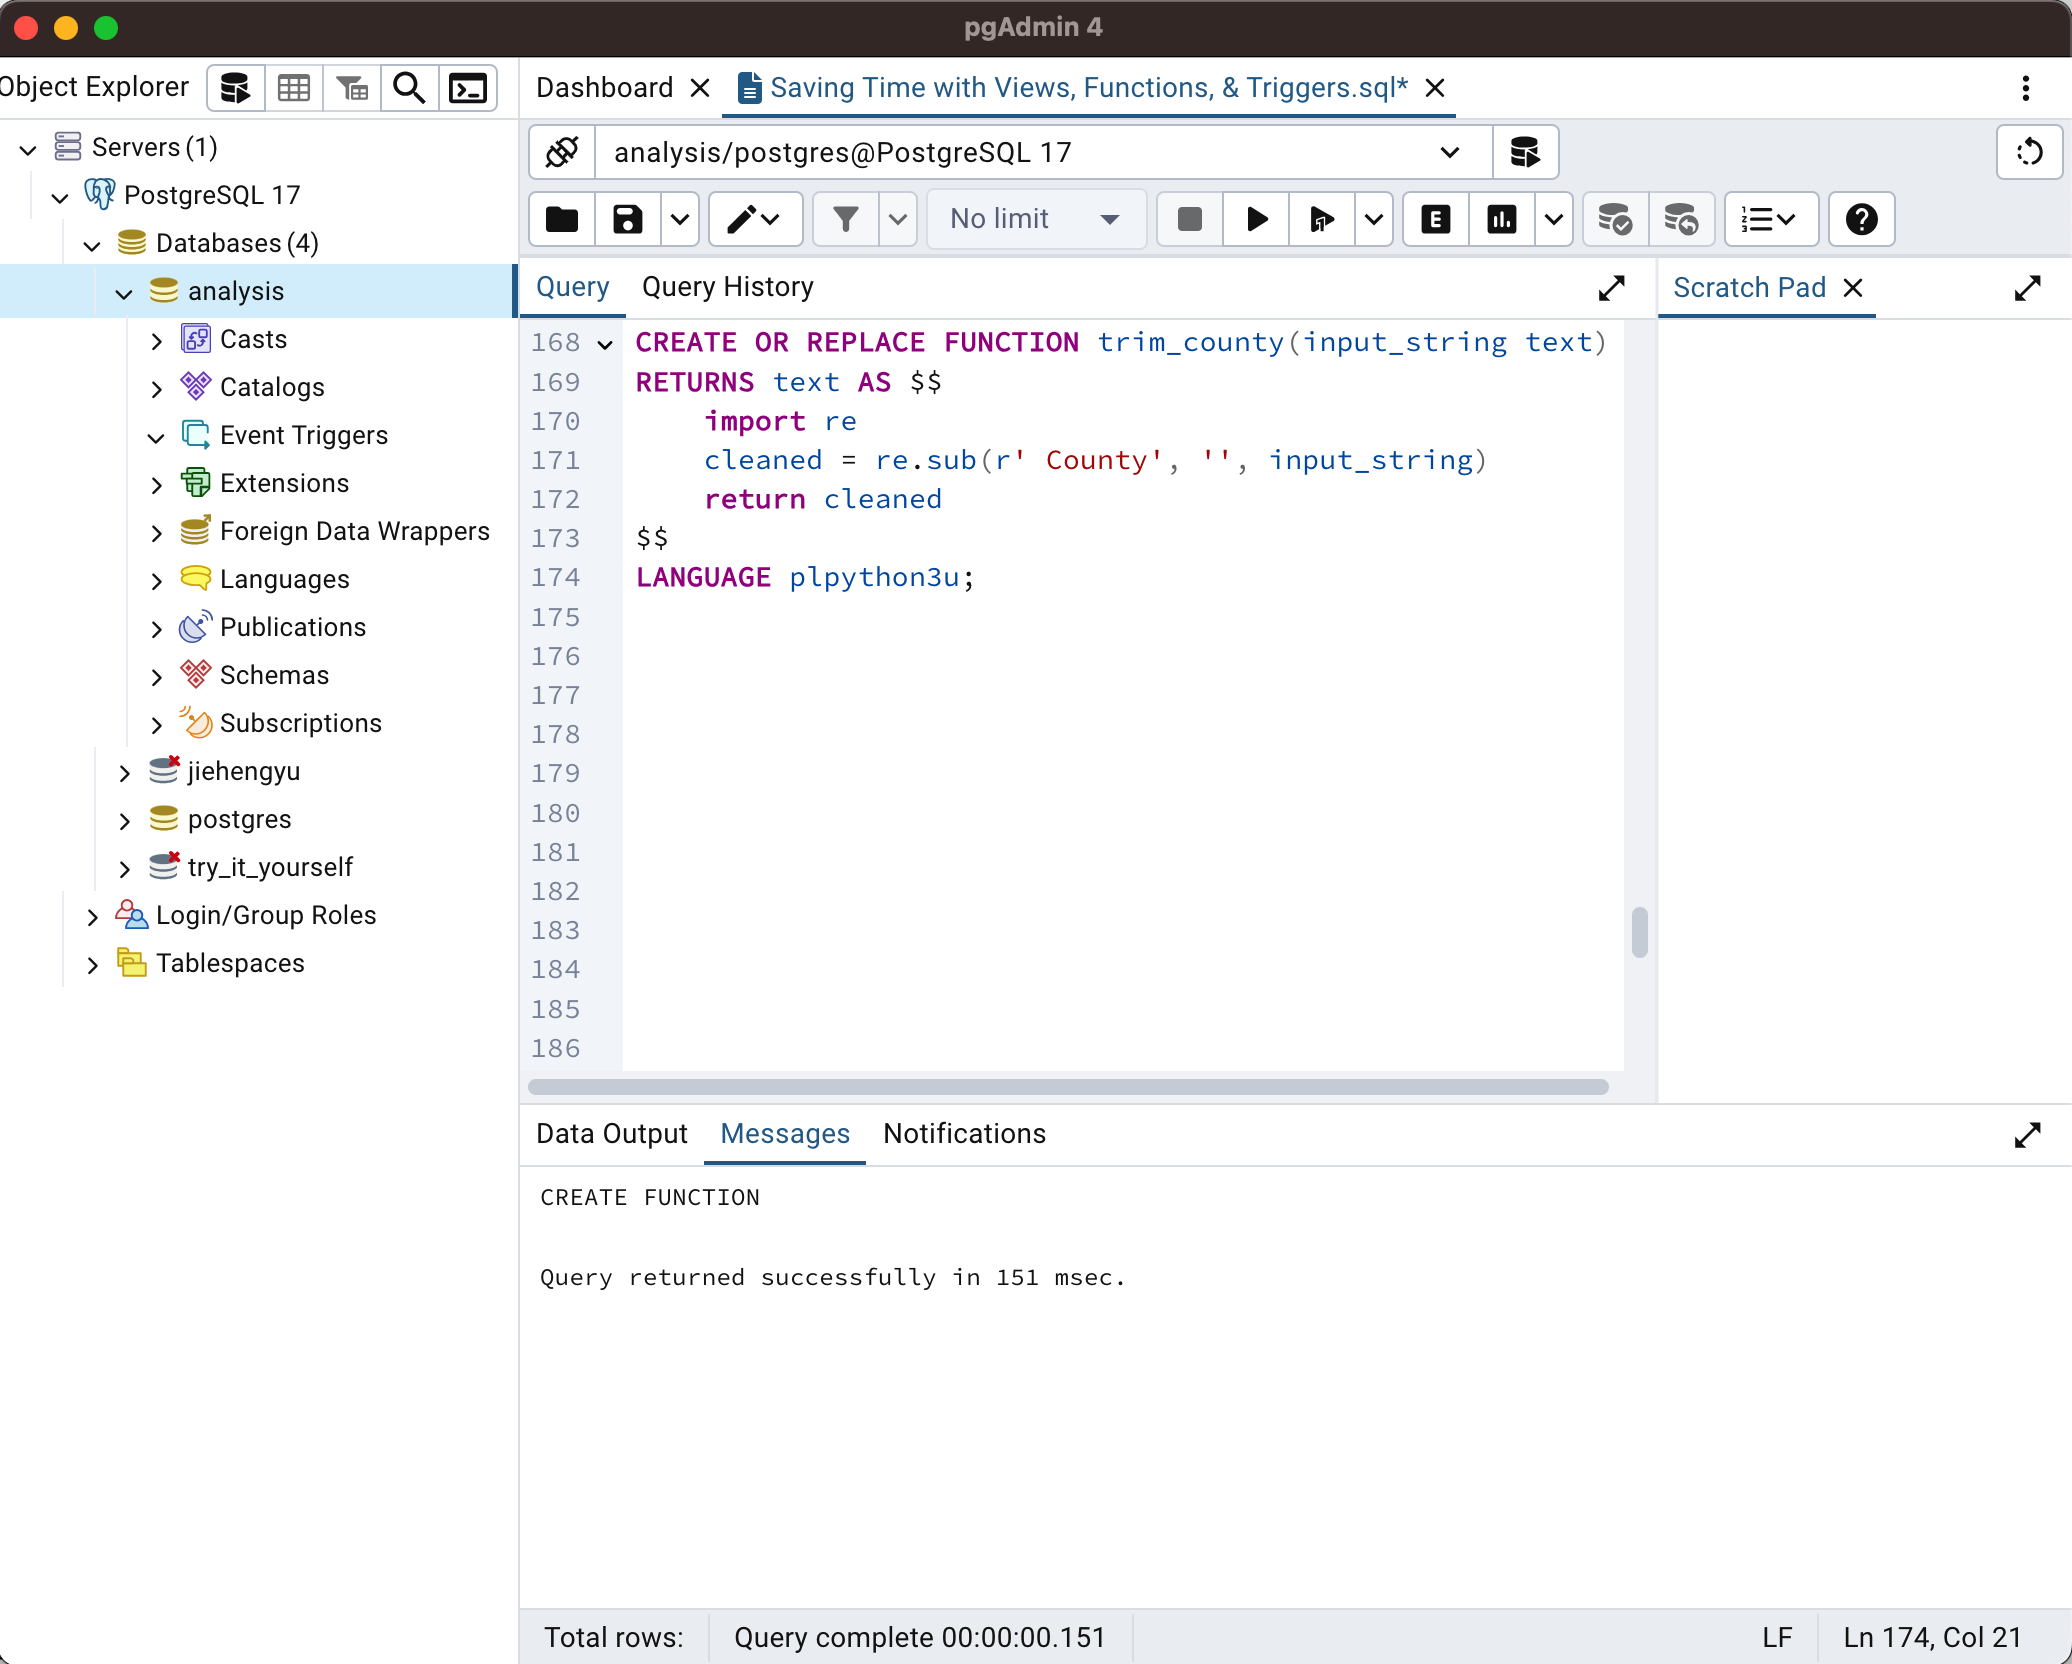 pgAdmin 4
Object Explorer
Servers (1)
PostgreSQL 17
Databases (4)
analysis
Casts
Catalogs
Event Triggers
Extensions
Foreign Data Wrappers
Languages
Publications
Schemas
Subscriptions
jiehengyu
postgres
try_it_yourself
Login/Group Roles
Tablespaces
Dashboard
Saving Time with Views, Functions, & Triggers.sql*
analysis/postgres@PostgreSQL 17
No limit
Query
Query History
Scratch Pad
168 CREATE OR REPLACE FUNCTION trim_county(input_string text)
169 RETURNS text AS $$
170     import re
171     cleaned = re.sub(r' County', '', input_string)
172     return cleaned
173 $$
174 LANGUAGE plpython3u;
175
176
177
178
179
180
181
182
183
184
185
186
Data Output
Messages
Notifications
CREATE FUNCTION
Query returned successfully in 151 msec.
Total rows:
Query complete 00:00:00.151
LF
Ln 174, Col 21